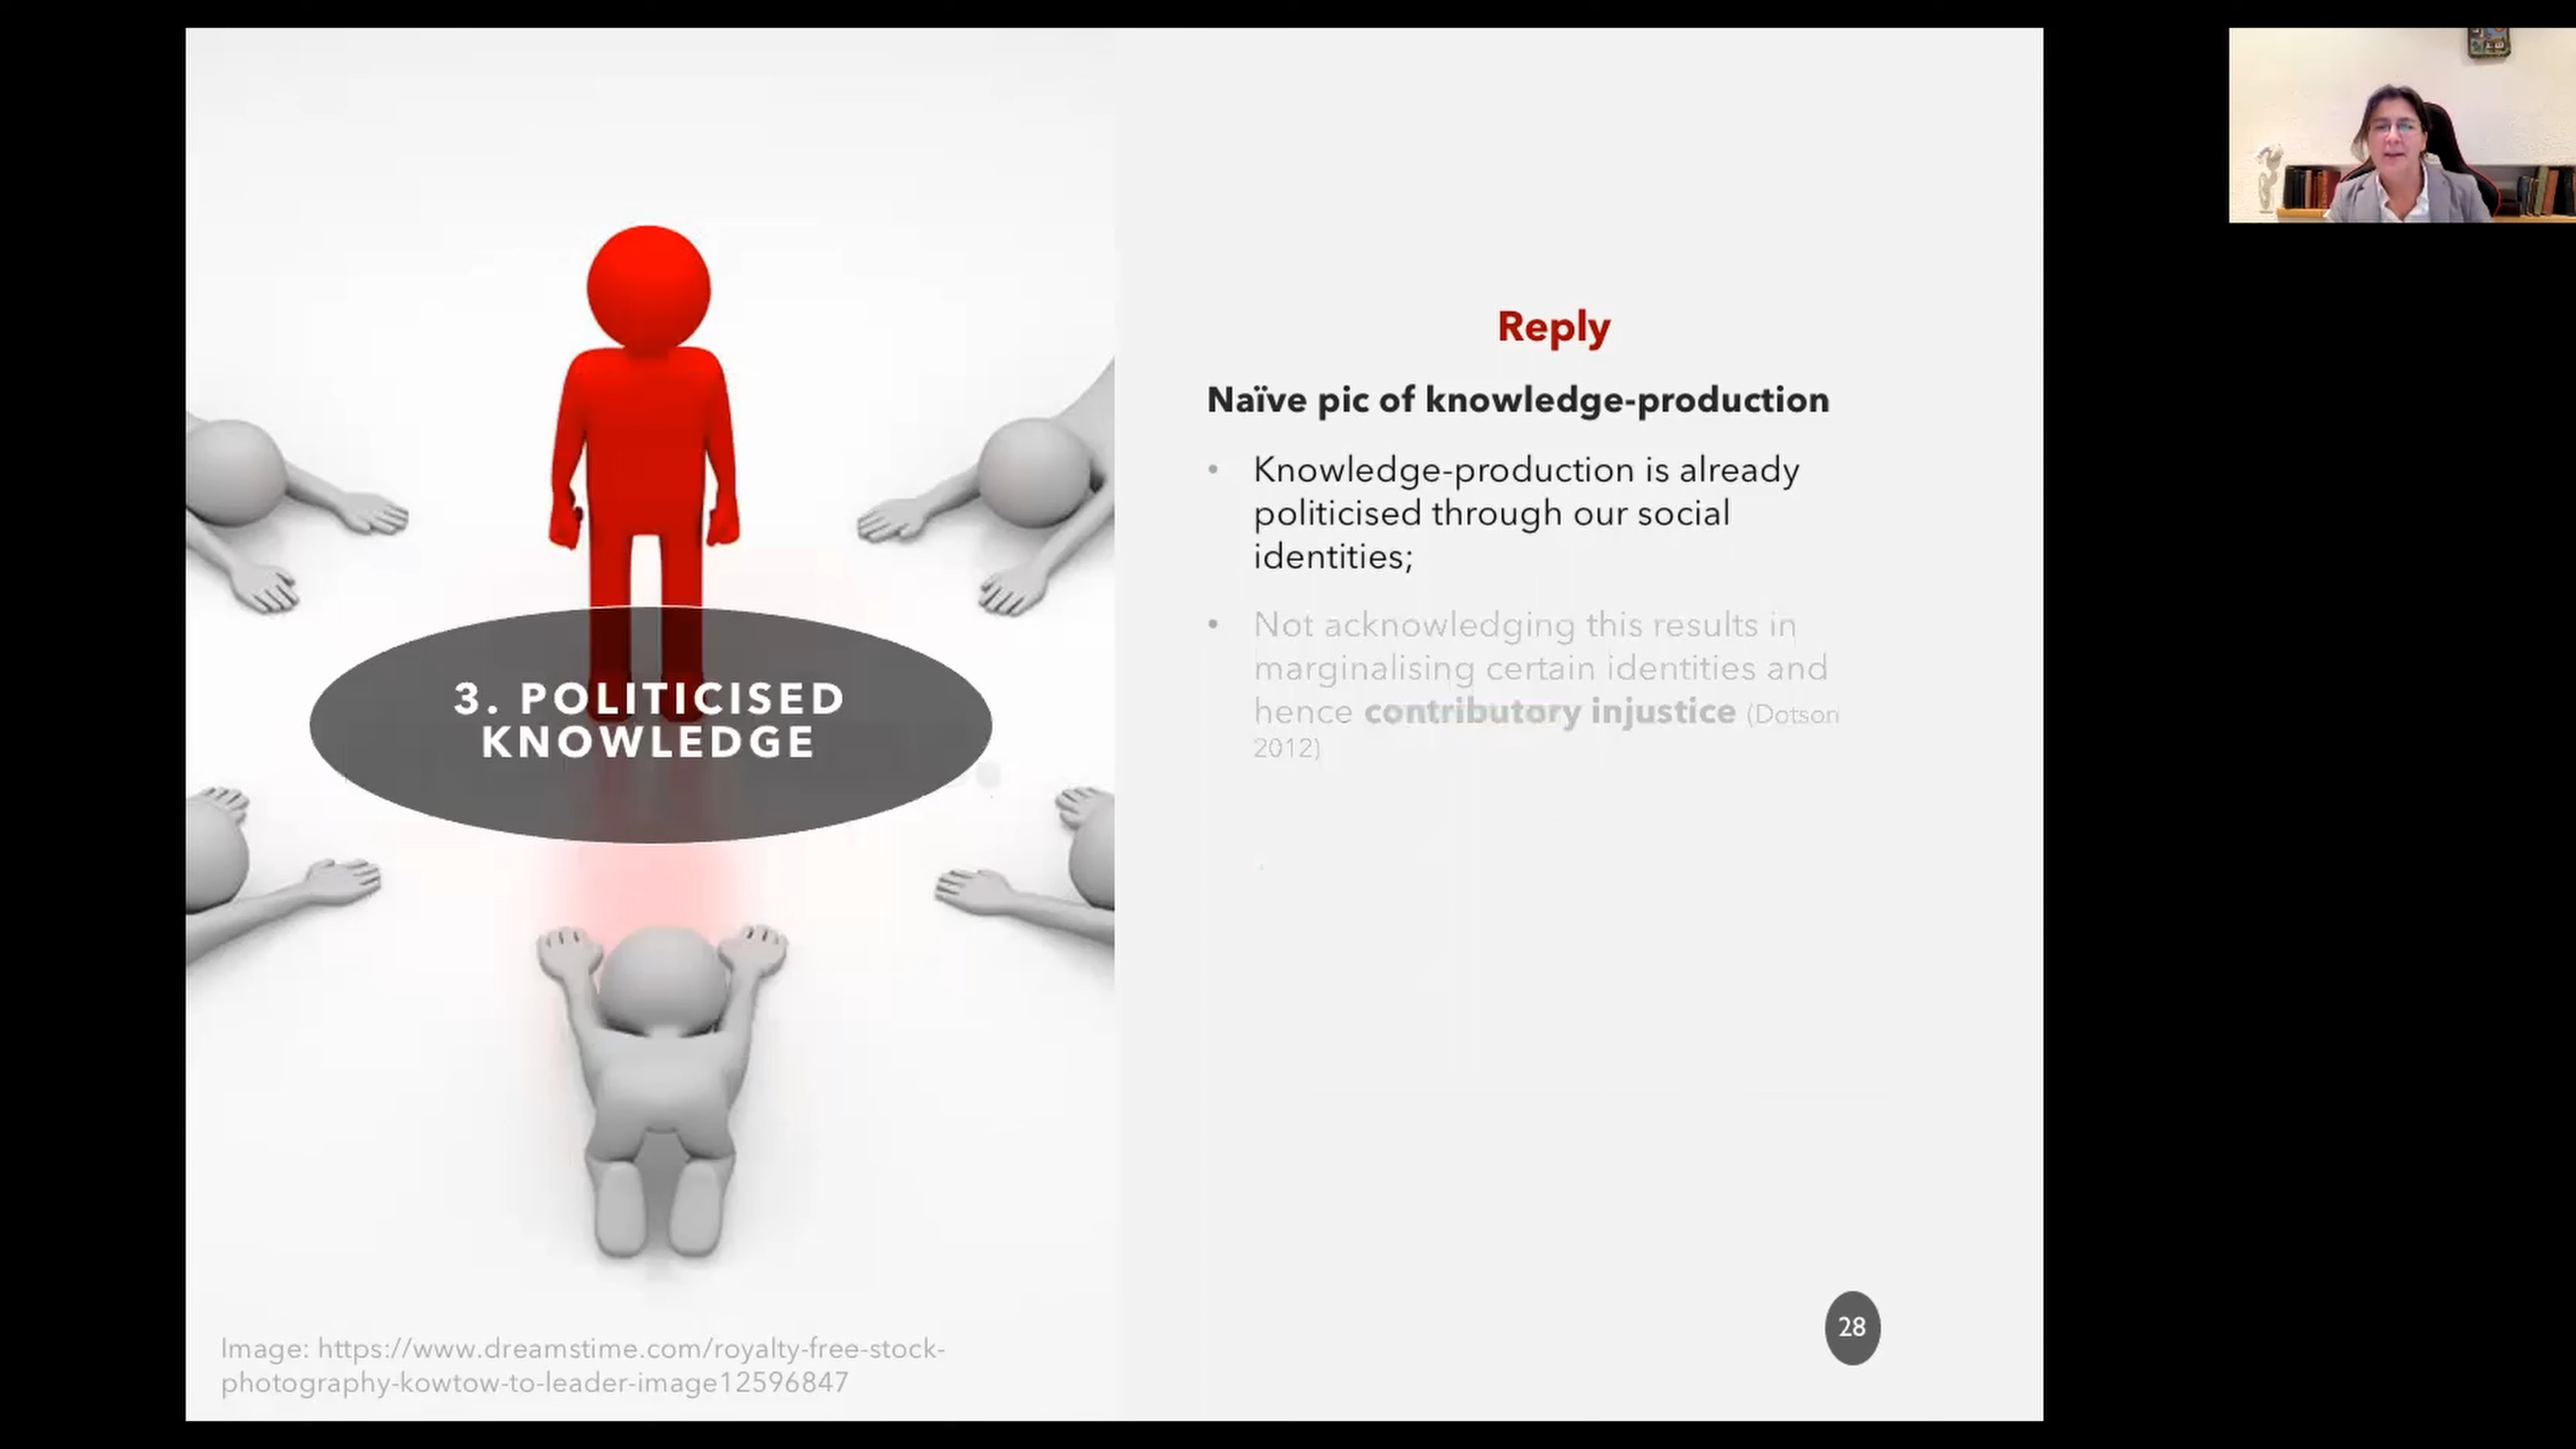 3. POLITICISED
KNOWLEDGE
Image: https://www.dreamstime.com/royalty-free-stock-
photography-kowtow-to-leader-image12596847
Reply
Naïve pic of knowledge-production
• Knowledge-production is already
politicised through our social
identities;
• Not acknowledging this results in
marginalising certain identities and
hence contributory injustice (Dotson
2012)
28